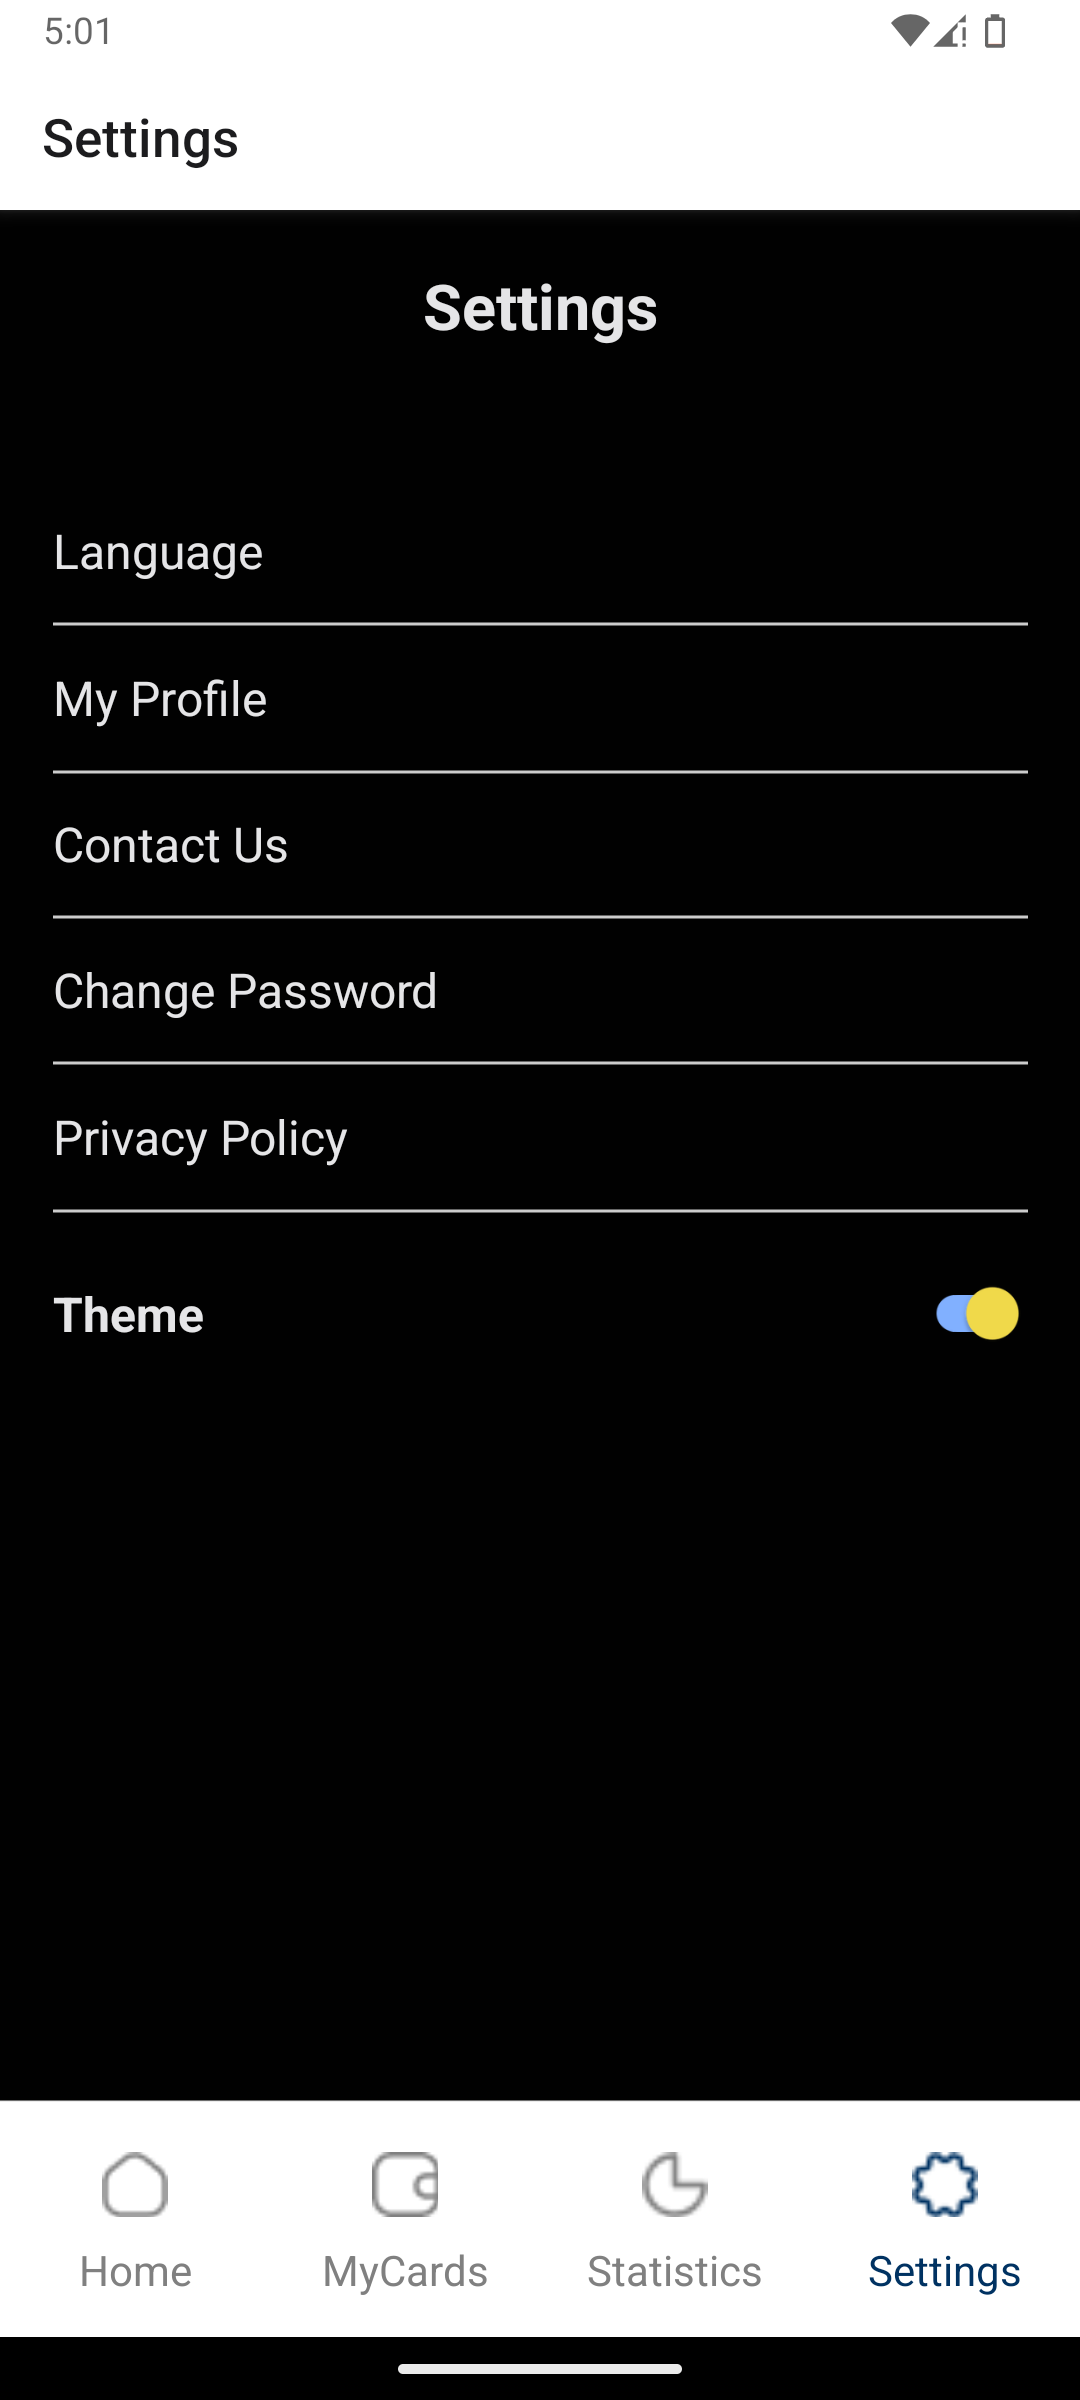 5:01
Settings
Settings
Language
My Profile
Contact Us
Change Password
Privacy Policy
Theme
Home
MyCards
Statistics
Settings